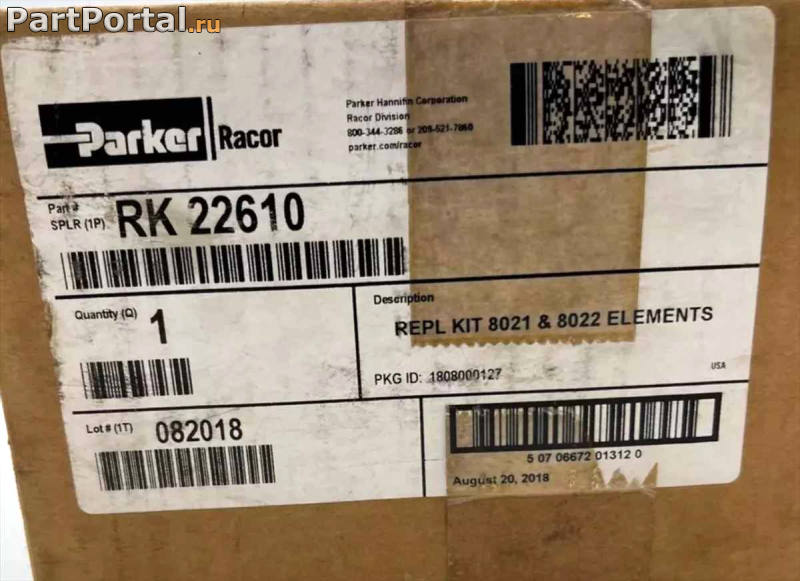 PartPortal.ru
Parker Racor
Parker Hannifin Corporation
Racor Division
800-344-3286 or 209-521-7860
parker.com/racor
Part #
SPLR (1P) RK 22610
Quantity (Q) 1
Description
REPL KIT 8021 & 8022 ELEMENTS
PKG ID: 1808000127
USA
Lot # (1T) 082018
5 07 06672 01312 0
August 20, 2018